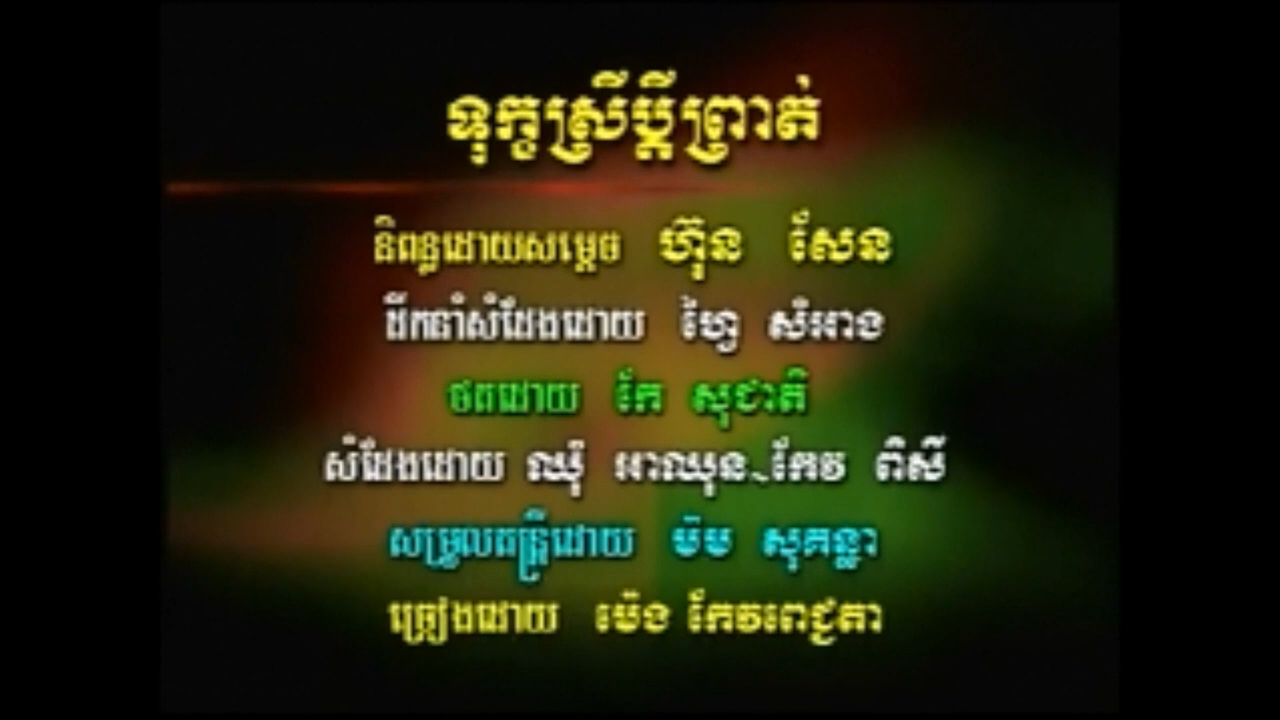 ទុក្ខស្រីប្ដីព្រាត់
និពន្ធដោយសម្ដេច ហ៊ុន សែន
ដឹកនាំសំដែងដោយ ហ្វៃ សំអាង
ថតដោយ កែ សុជាតិ
សំដែងដោយ ឈុី អាឈុន~កែវ ពិសី
សម្រួលតន្ត្រីដោយ ម៉ម សុគន្ធា
ច្រៀងដោយ ម៉េង កែវពេជ្ជតា